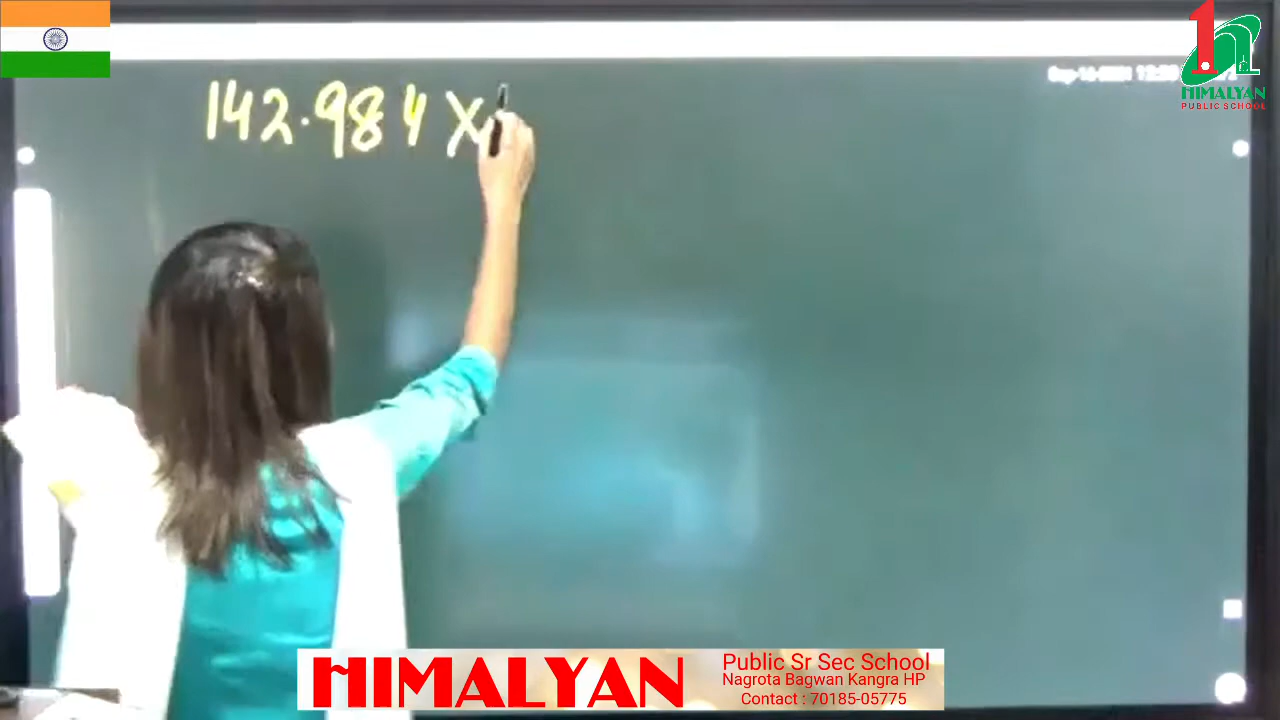 142.984 X
HIMALYAN
PUBLIC SCHOOL
HIMALYAN
Public Sr Sec School
Nagrota Bagwan Kangra HP
Contact : 70185-05775